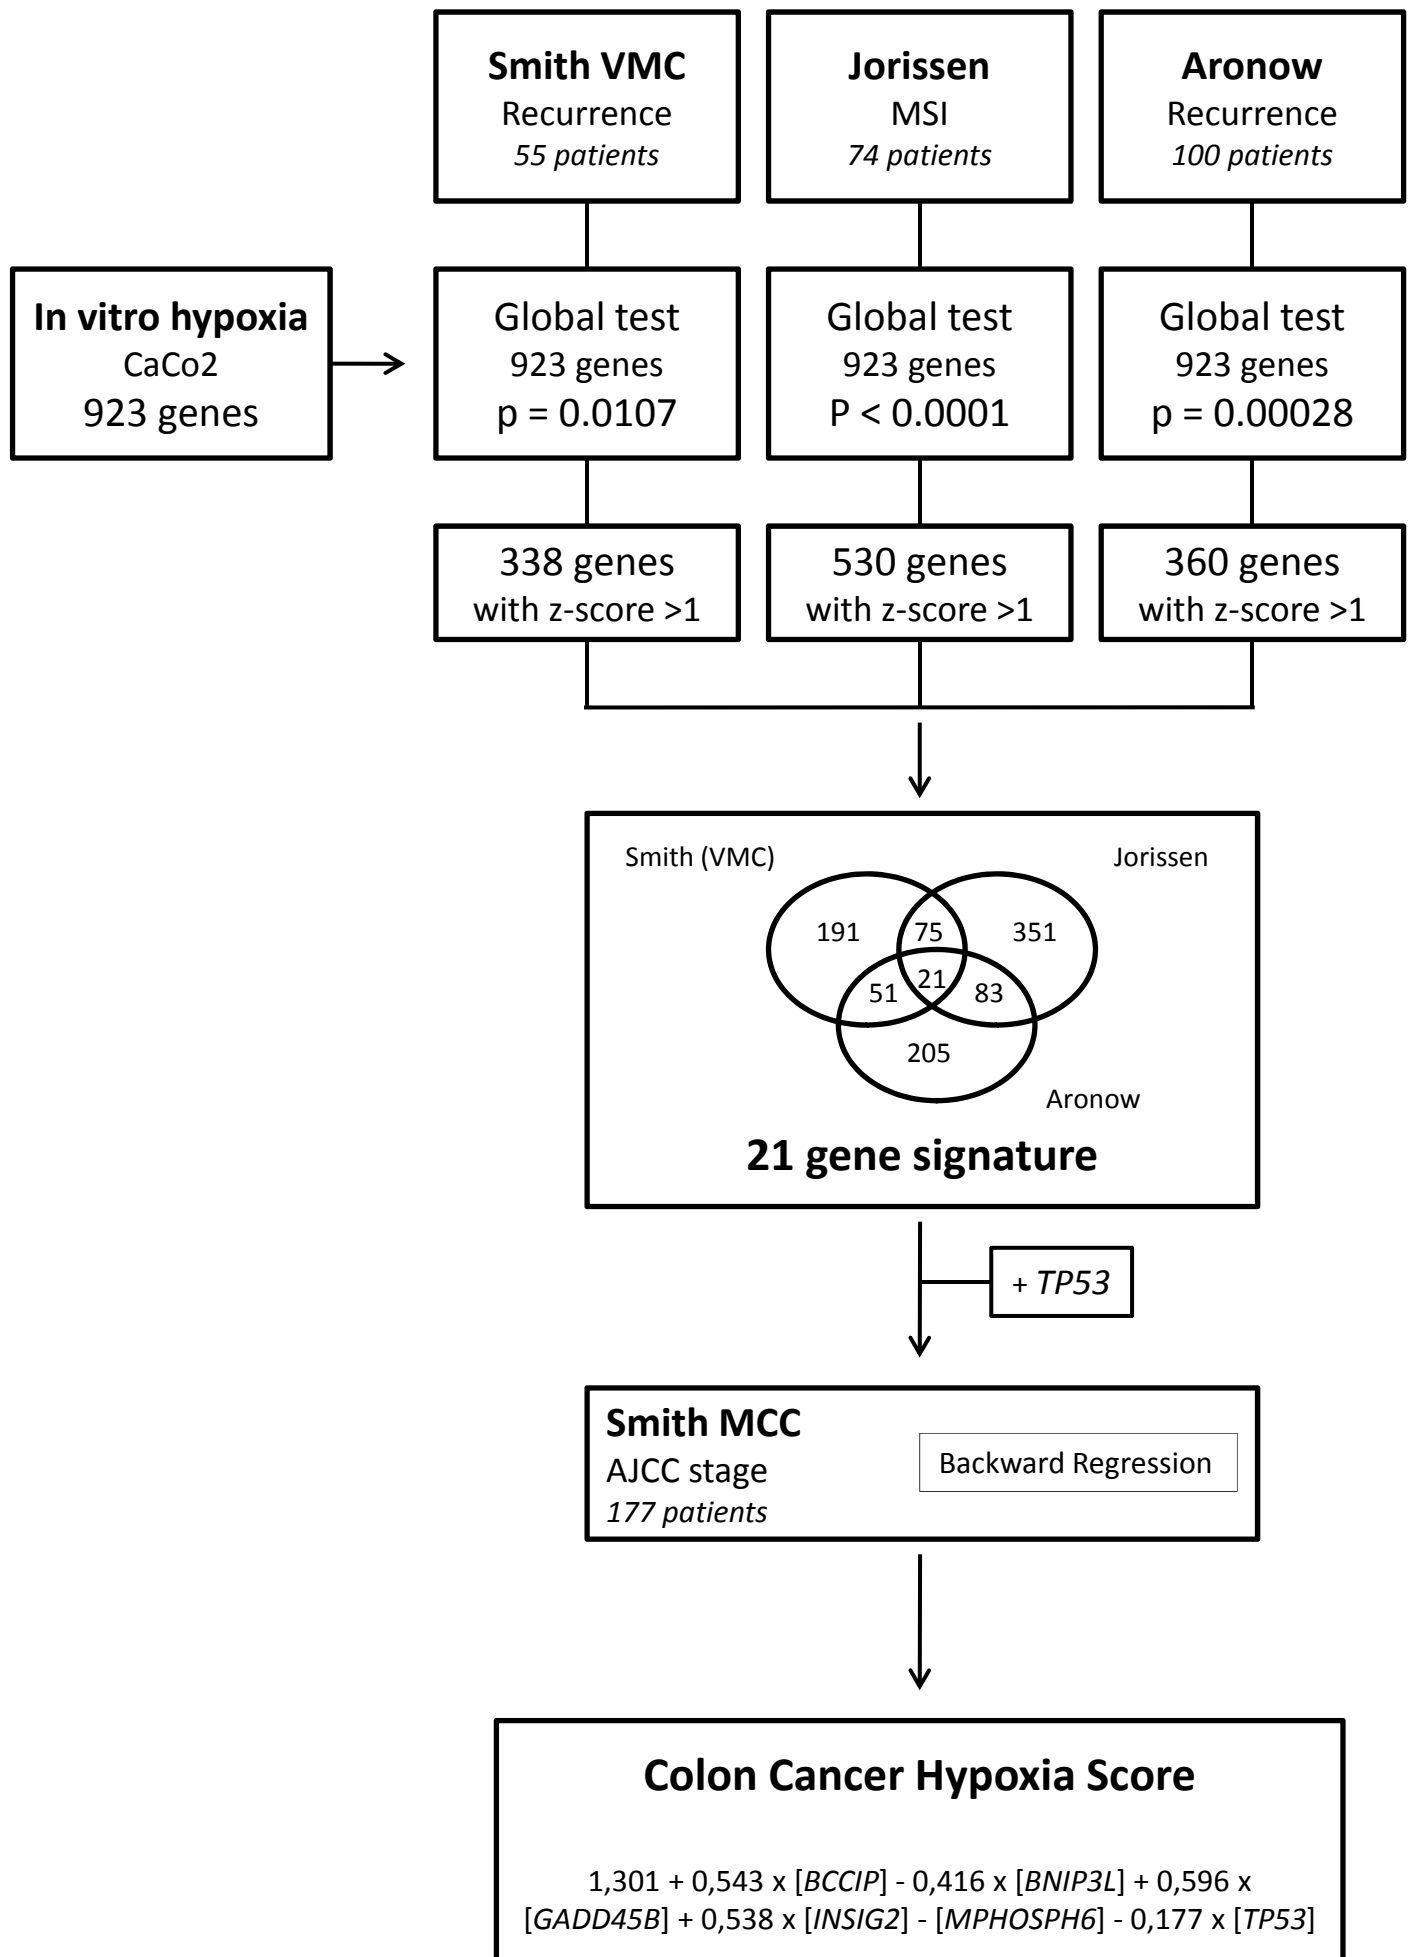 Smith VMC
Recurrence
55 patients
Jorissen
MSI
74 patients
Aronow
Recurrence
100 patients
In vitro hypoxia
CaCo2
923 genes
Global test
923 genes
p = 0.0107
Global test
923 genes
P < 0.0001
Global test
923 genes
p = 0.00028
338 genes
with z-score >1
530 genes
with z-score >1
360 genes
with z-score >1
Smith (VMC)
Jorissen
191
75
351
51
21
83
205
Aronow
21 gene signature
+ TP53
Smith MCC
AJCC stage
177 patients
Backward Regression
Colon Cancer Hypoxia Score
1,301 + 0,543 x [BCCIP] - 0,416 x [BNIP3L] + 0,596 x
[GADD45B] + 0,538 x [INSIG2] - [MPHOSPH6] - 0,177 x [TP53]